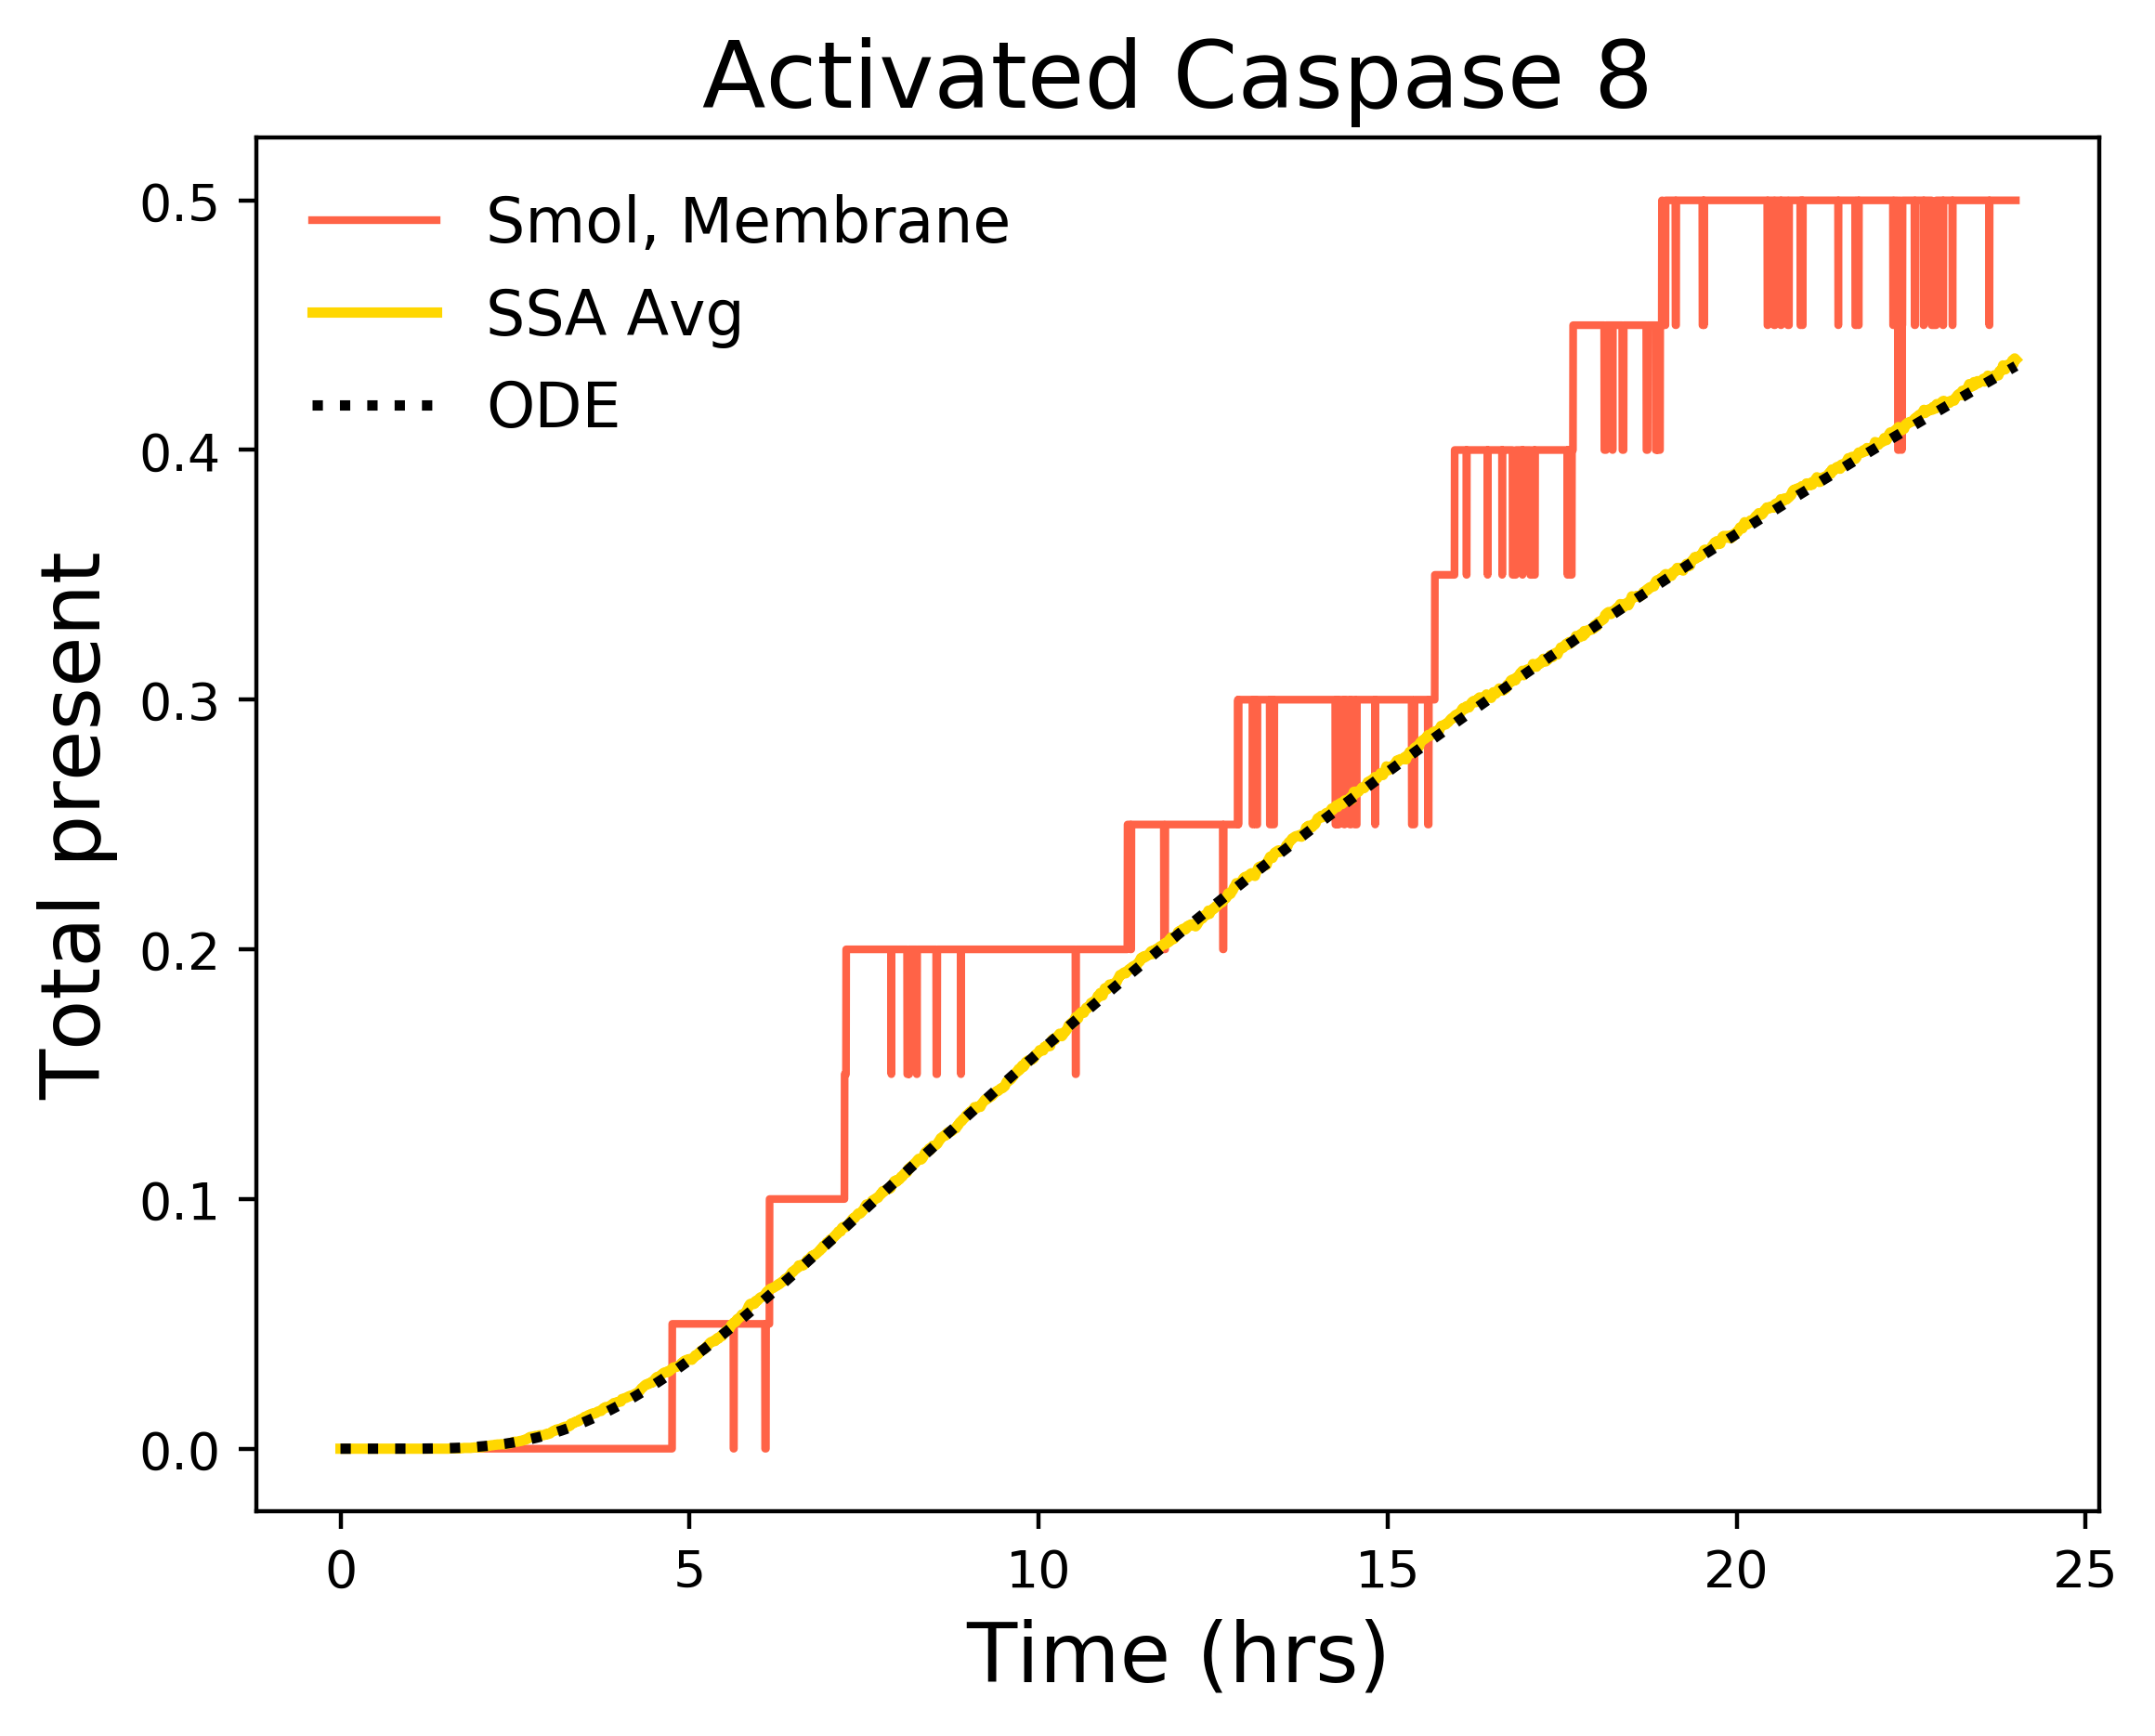 Activated Caspase 8
Smol, Membrane
SSA Avg
ODE
Total present
0.5
0.4
0.3
0.2
0.1
0.0
0 5 10 15 20 25
Time (hrs)